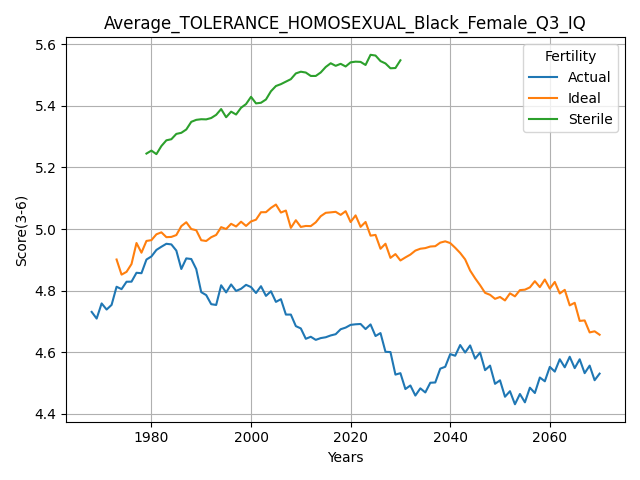 Average_TOLERANCE_HOMOSEXUAL_Black_Female_Q3_IQ
Fertility
Actual
Ideal
Sterile
Score(3-6)
5.6
5.4
5.2
5.0
4.8
4.6
4.4
1980
2000
2020
2040
2060
Years